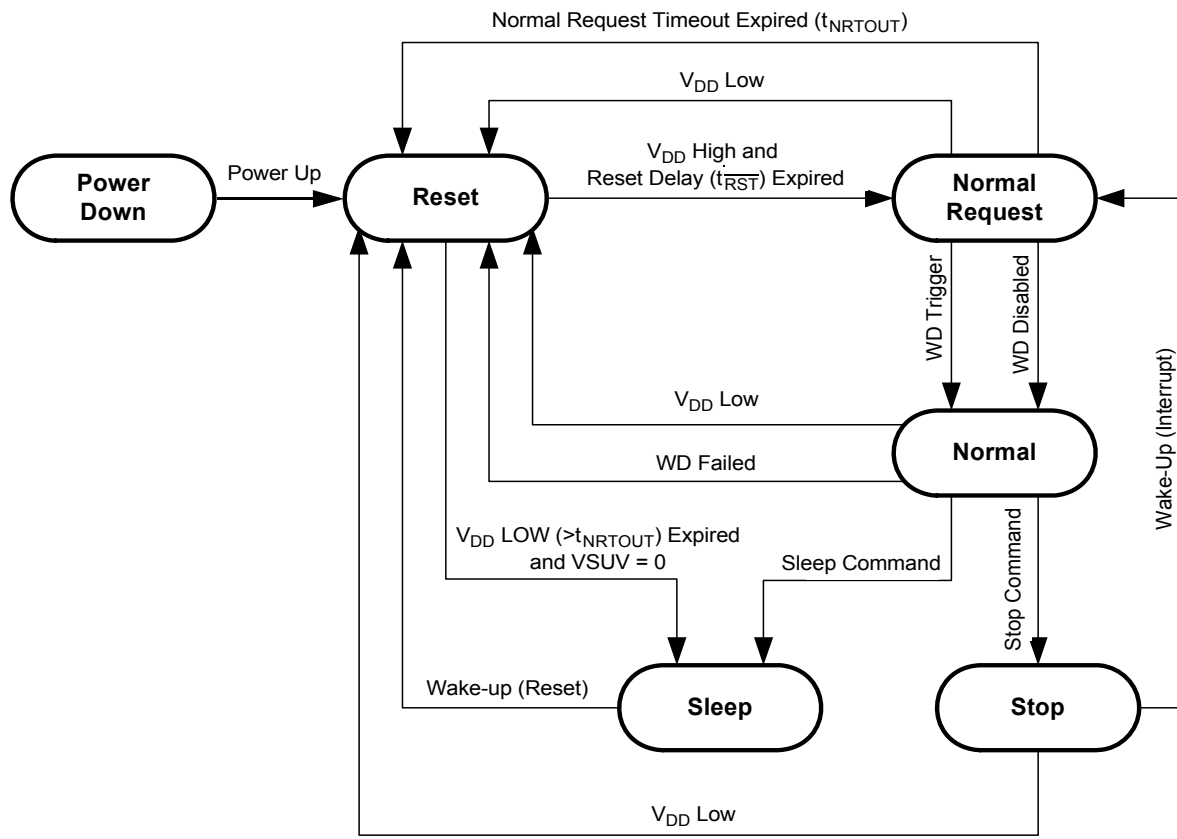 Normal Request Timeout Expired (tNRTOUT)
VDD Low
Power
Down
Power Up
Reset
VDD High and
Reset Delay (tRST) Expired
Normal
Request
WD Trigger
WD Disabled
VDD Low
Normal
WD Failed
Wake-Up (Interrupt)
VDD LOW (>tNRTOUT) Expired
and VSUV = 0
Sleep Command
Stop Command
Wake-up (Reset)
Sleep
Stop
VDD Low